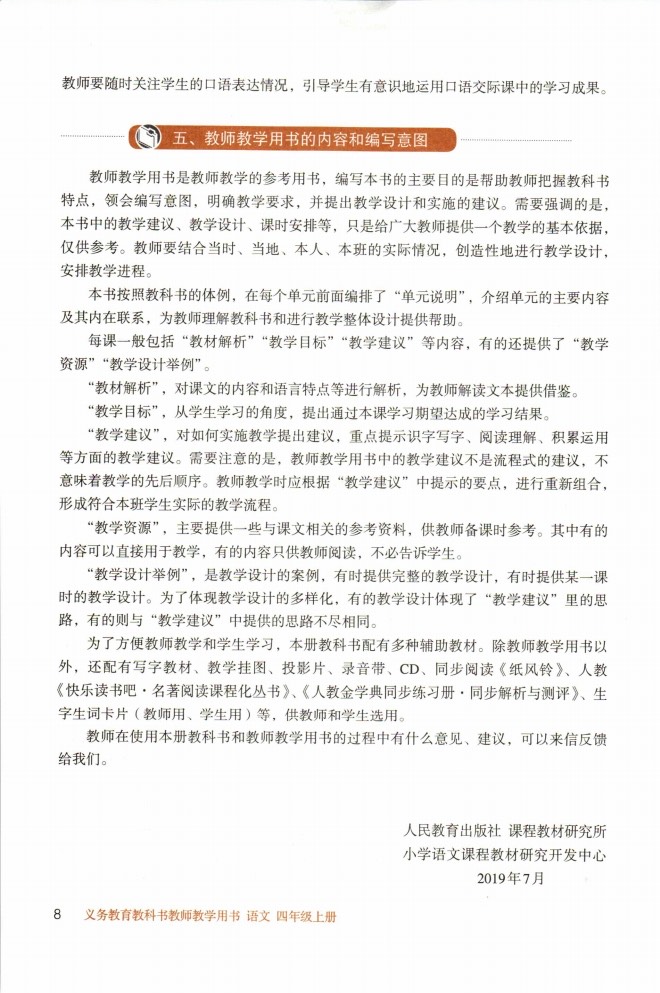 教师要随时关注学生的口语表达情况，引导学生有意识地运用口语交际课中的学习成果。
五、教师教学用书的内容和编写意图
教师教学用书是教师教学的参考用书，编写本书的主要目的是帮助教师把握教科书
特点，领会编写意图，明确教学要求，并提出教学设计和实施的建议。需要强调的是，
本书中的教学建议、教学设计、课时安排等，只是给广大教师提供一个教学的基本依据，
仅供参考。教师要结合当时、当地、本人、本班的实际情况，创造性地进行教学设计，
安排教学进程。
本书按照教科书的体例，在每个单元前面编排了“单元说明”，介绍单元的主要内容
及其内在联系，为教师理解教科书和进行教学整体设计提供帮助。
每课一般包括“教材解析”“教学目标”“教学建议”等内容，有的还提供了“教学
资源”“教学设计举例”。
“教材解析”，对课文的内容和语言特点等进行解析，为教师解读文本提供借鉴。
“教学目标”，从学生学习的角度，提出通过本课学习期望达成的学习结果。
“教学建议”，对如何实施教学提出建议，重点提示识字写字、阅读理解、积累运用
等方面的教学建议。需要注意的是，教师教学用书中的教学建议不是流程式的建议，不
意味着教学的先后顺序。教师教学时应根据“教学建议”中提示的要点，进行重新组合，
形成符合本班学生实际的教学流程。
“教学资源”，主要提供一些与课文相关的参考资料，供教师备课时参考。其中有的
内容可以直接用于教学，有的内容只供教师阅读，不必告诉学生。
“教学设计举例”，是教学设计的案例，有时提供完整的教学设计，有时提供某一课
时的教学设计。为了体现教学设计的多样化，有的教学设计体现了“教学建议”里的思
路，有的则与“教学建议”中提供的思路不尽相同。
为了方便教师教学和学生学习，本册教科书配有多种辅助教材。除教师教学用书以
外，还配有写字教材、教学挂图、投影片、录音带、CD、同步阅读《纸风铃》、人教
《快乐读书吧·名著阅读课程化丛书》、《人教金学典同步练习册·同步解析与测评》、生
字生词卡片（教师用、学生用）等，供教师和学生选用。
教师在使用本册教科书和教师教学用书的过程中有什么意见、建议，可以来信反馈
给我们。
人民教育出版社 课程教材研究所
小学语文课程教材研究开发中心
2019年7月
8 义务教育教科书教师教学用书 语文 四年级上册